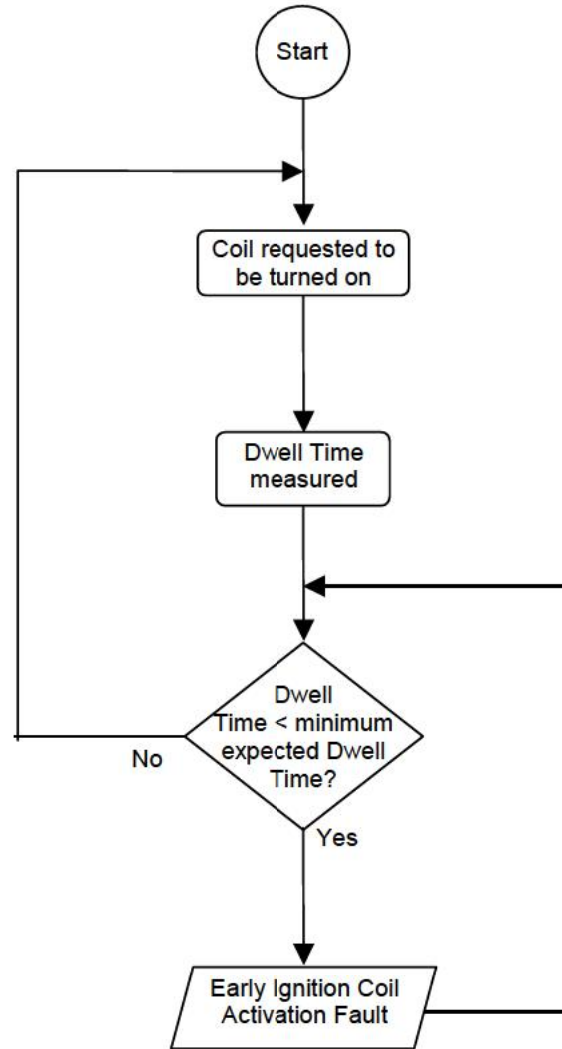 Start
Coil requested to
be turned on
Dwell Time
measured
Dwell
Time < minimum
expected Dwell
Time?
No
Yes
Early Ignition Coil
Activation Fault